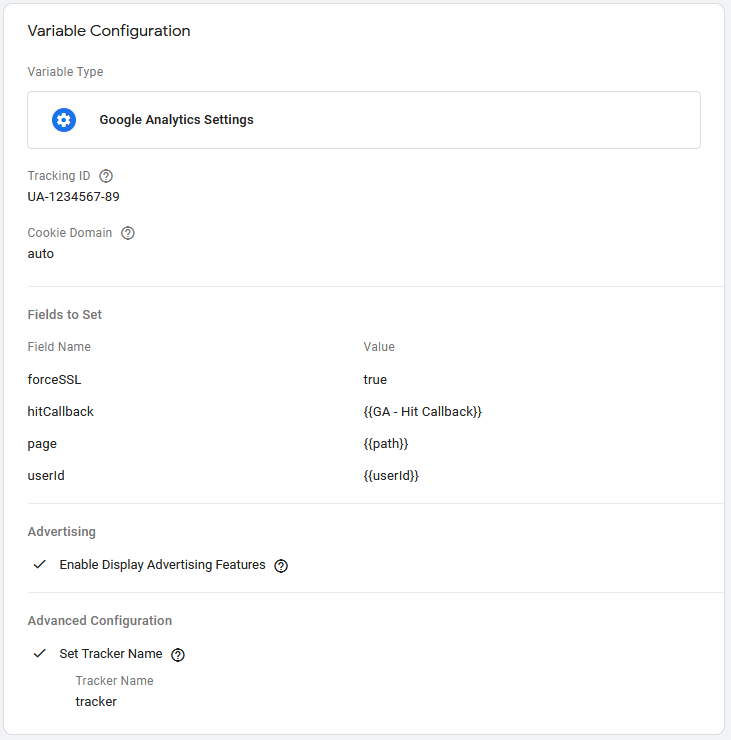 Variable Configuration
Variable Type
Google Analytics Settings
Tracking ID
UA-1234567-89
Cookie Domain
auto
Fields to Set
Field Name Value
forceSSL true
hitCallback {{GA - Hit Callback}}
page {{path}}
userId {{userId}}
Advertising
Enable Display Advertising Features
Advanced Configuration
Set Tracker Name
Tracker Name
tracker